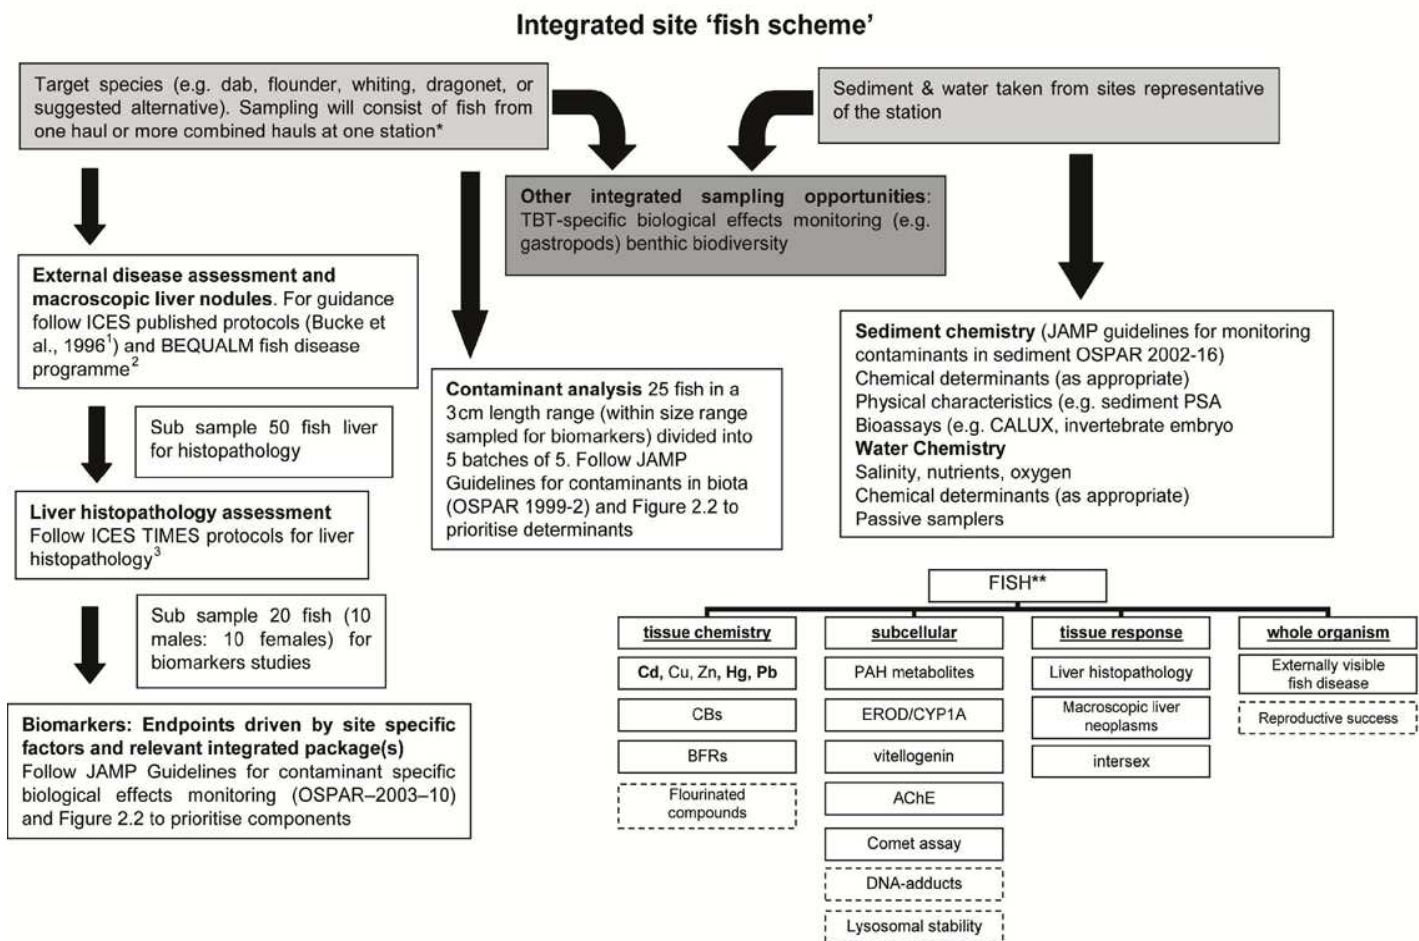 Integrated site ‘fish scheme’
Target species (e.g. dab, flounder, whiting, dragonet, or
suggested alternative). Sampling will consist of fish from
one haul or more combined hauls at one station*
Sediment & water taken from sites representative
of the station
Other integrated sampling opportunities:
TBT-specific biological effects monitoring (e.g.
gastropods) benthic biodiversity
External disease assessment and
macroscopic liver nodules. For guidance
follow ICES published protocols (Bucke et
al., 1996¹) and BEQUALM fish disease
programme²
Sub sample 50 fish liver
for histopathology
Liver histopathology assessment
Follow ICES TIMES protocols for liver
histopathology³
Sub sample 20 fish (10
males: 10 females) for
biomarkers studies
Biomarkers: Endpoints driven by site specific
factors and relevant integrated package(s)
Follow JAMP Guidelines for contaminant specific
biological effects monitoring (OSPAR–2003–10)
and Figure 2.2 to prioritise components
Contaminant analysis 25 fish in a
3cm length range (within size range
sampled for biomarkers) divided into
5 batches of 5. Follow JAMP
Guidelines for contaminants in biota
(OSPAR 1999-2) and Figure 2.2 to
prioritise determinants
Sediment chemistry (JAMP guidelines for monitoring
contaminants in sediment OSPAR 2002-16)
Chemical determinants (as appropriate)
Physical characteristics (e.g. sediment PSA
Bioassays (e.g. CALUX, invertebrate embryo
Water Chemistry
Salinity, nutrients, oxygen
Chemical determinants (as appropriate)
Passive samplers
FISH**
tissue chemistry
Cd, Cu, Zn, Hg, Pb
CBs
BFRs
Flourinated
compounds
subcellular
PAH metabolites
EROD/CYP1A
vitellogenin
AChE
Comet assay
DNA-adducts
Lysosomal stability
tissue response
Liver histopathology
Macroscopic liver
neoplasms
intersex
whole organism
Externally visible
fish disease
Reproductive success